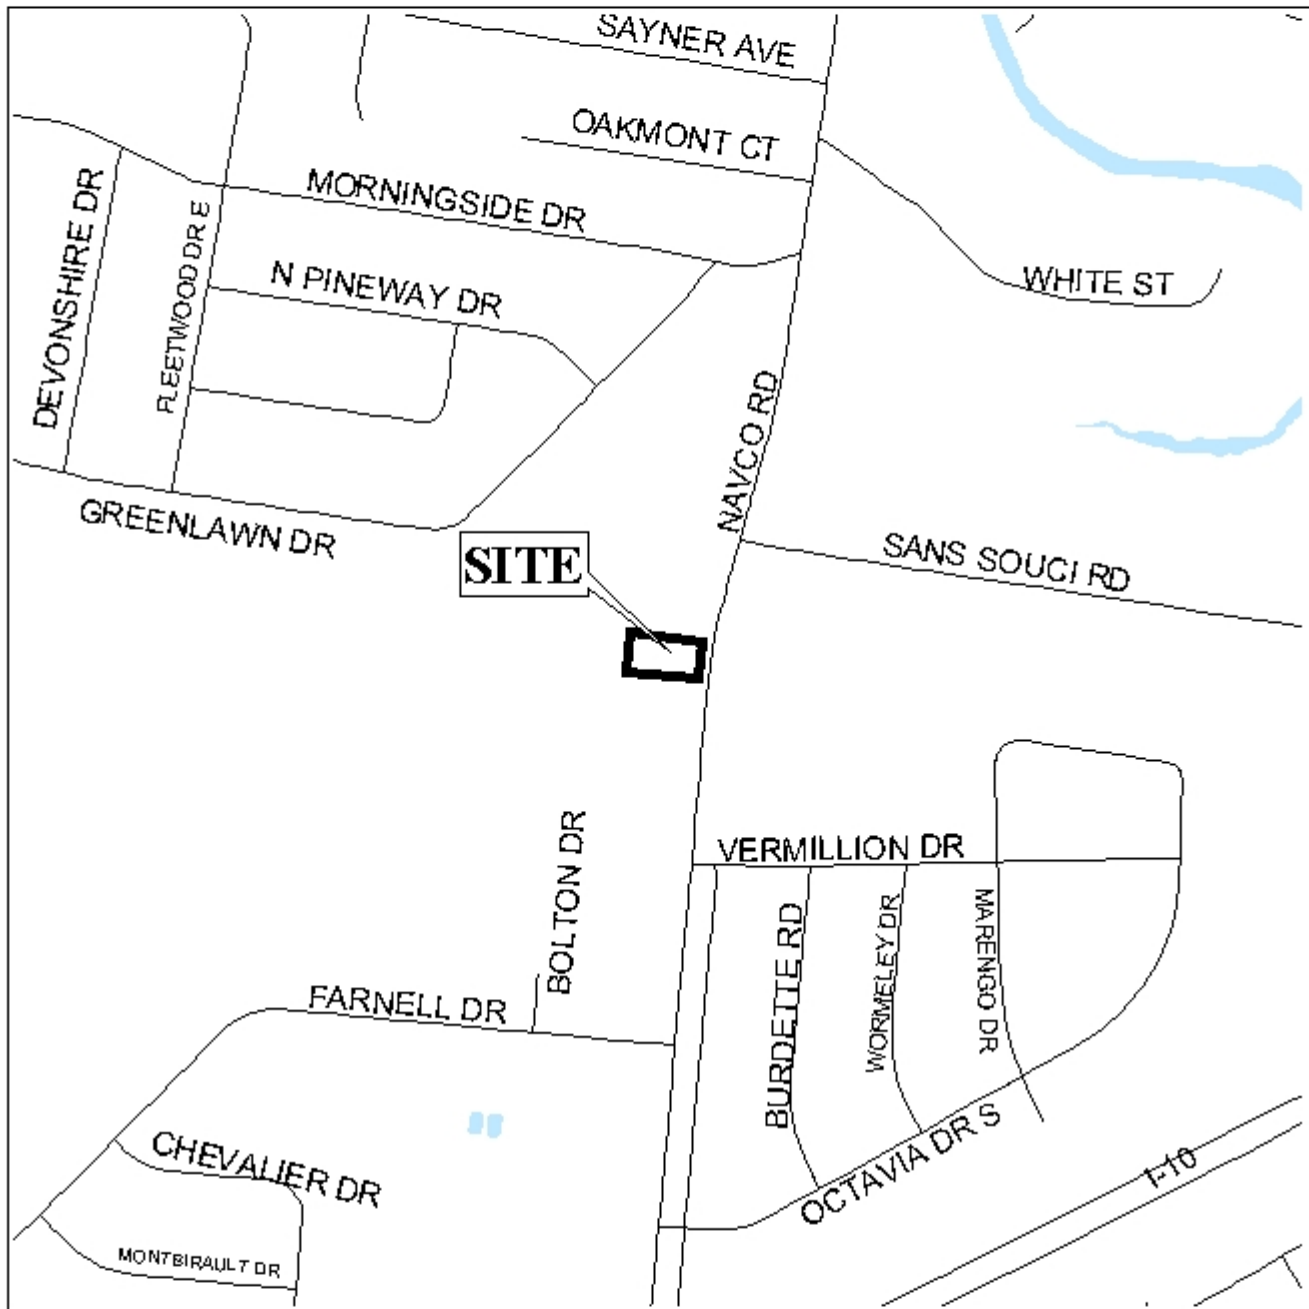 SAYNER AVE
OAKMONT CT
MORNINGSIDE DR
DEVONSHIRE DR
FLEETWOOD DR E
N PINEWAY DR
WHITE ST
NAVCO RD
GREENLAWN DR
SITE
SANS SOUCI RD
VERMILLION DR
BOLTON DR
BURDETTE RD
WORMELEY DR
MARENGO DR
FARNELL DR
OCTAVIA DR S
CHEVALIER DR
I-10
MONTBIRAULT DR